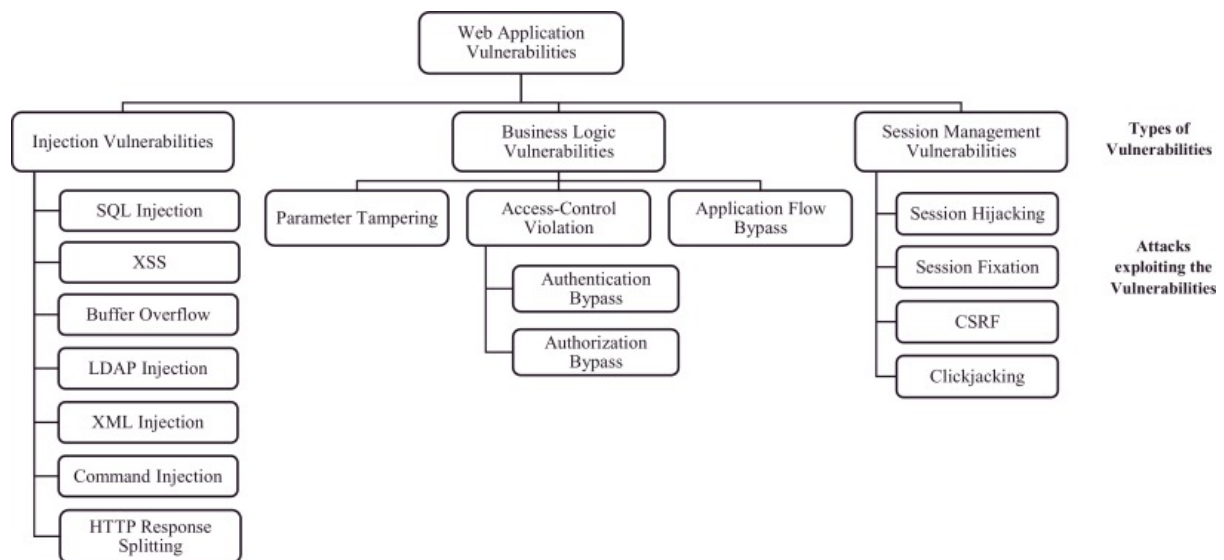 Web Application
Vulnerabilities
Injection Vulnerabilities
Business Logic
Vulnerabilities
Session Management
Vulnerabilities
Types of
Vulnerabilities
SQL Injection
XSS
Buffer Overflow
LDAP Injection
XML Injection
Command Injection
HTTP Response
Splitting
Parameter Tampering
Access-Control
Violation
Authentication
Bypass
Authorization
Bypass
Application Flow
Bypass
Session Hijacking
Session Fixation
CSRF
Clickjacking
Attacks
exploiting the
Vulnerabilities